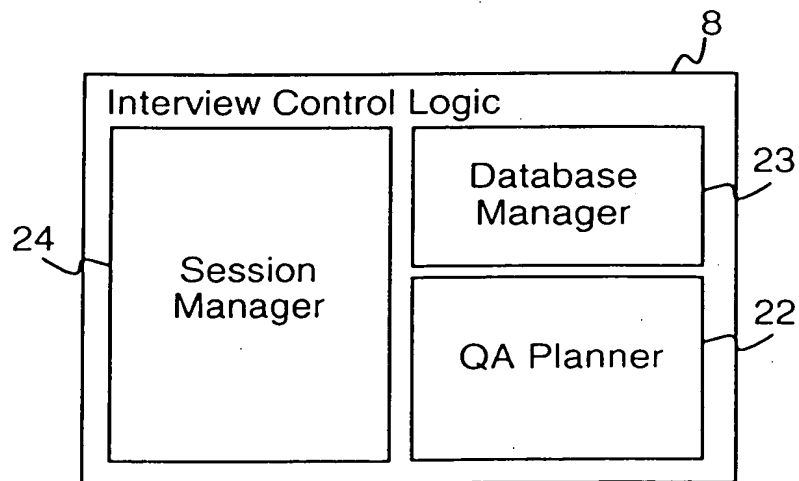 8
Interview Control Logic
Database
Manager
23
24
Session
Manager
22
QA Planner